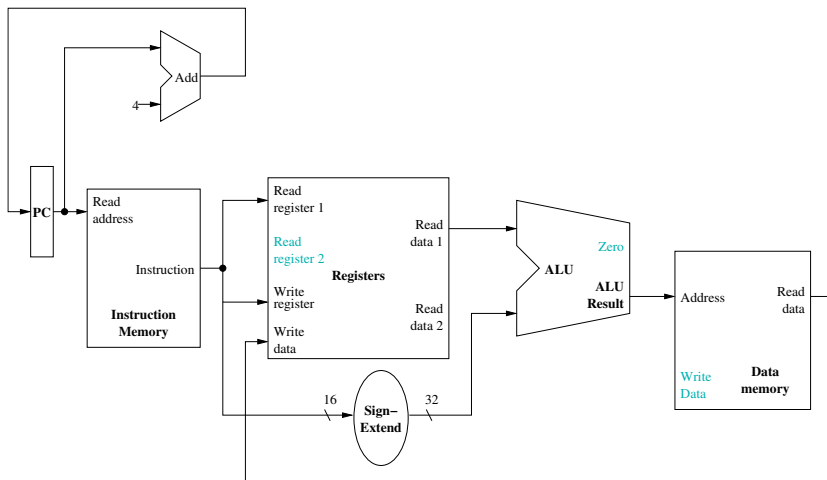 Add
4
PC
Read
address
Instruction
Instruction
Memory
Read
register 1
Read
register 2
Write
register
Write
data
Registers
Read
data 1
Read
data 2
16
Sign-
Extend
32
Zero
ALU
ALU
Result
Address
Read
data
Write
Data
Data
memory